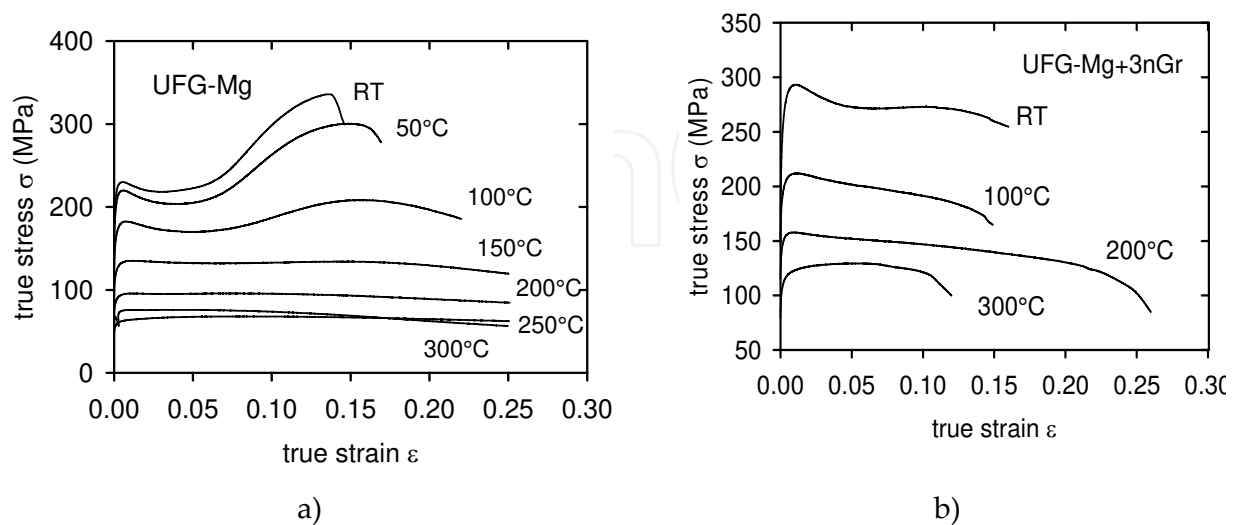 400
300
200
100
0
true stress σ (MPa)
UFG-Mg
RT
50°C
100°C
150°C
200°C
250°C
300°C
0.00 0.05 0.10 0.15 0.20 0.25 0.30
true strain ε
a)
350
300
250
200
150
100
50
true stress σ (MPa)
UFG-Mg+3nGr
RT
100°C
200°C
300°C
0.00 0.05 0.10 0.15 0.20 0.25 0.30
true strain ε
b)